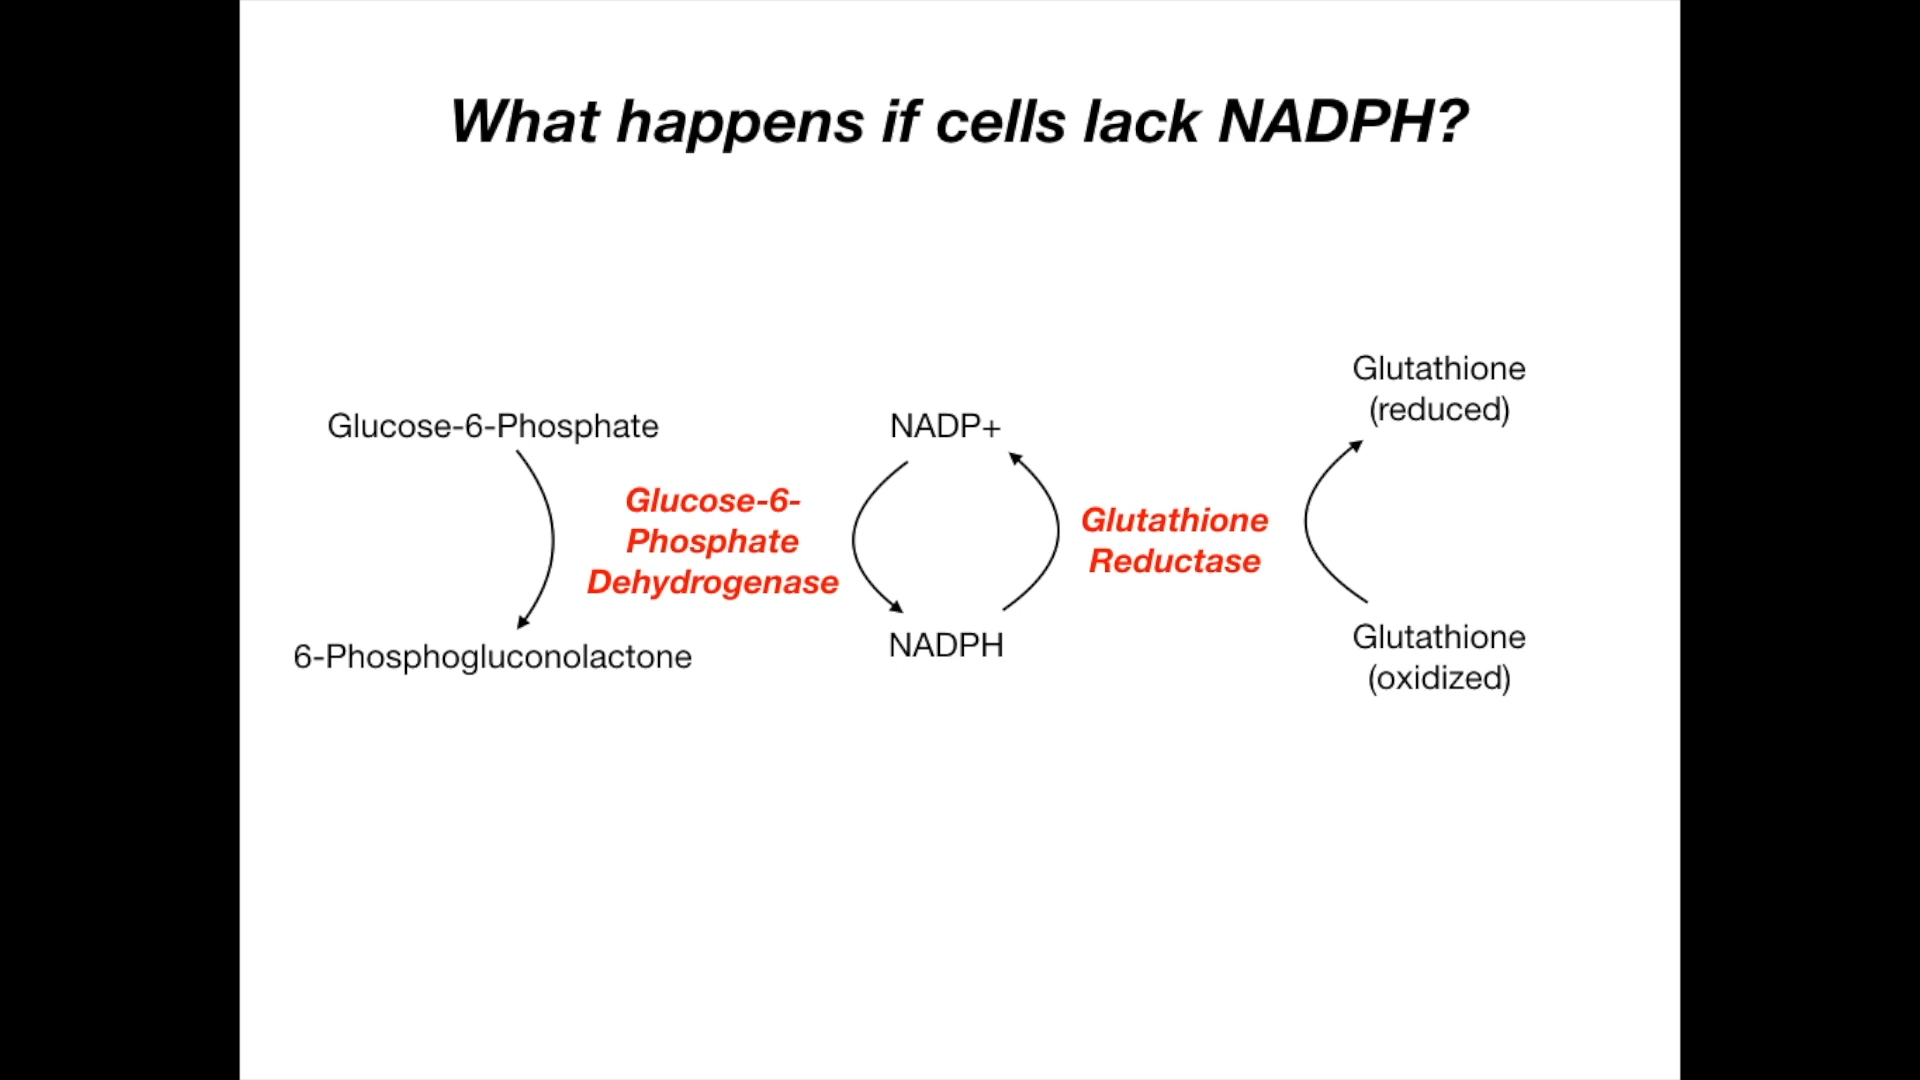 What happens if cells lack NADPH?
Glucose-6-Phosphate
Glucose-6-
Phosphate
Dehydrogenase
6-Phosphogluconolactone
NADP+
NADPH
Glutathione
Reductase
Glutathione
(reduced)
Glutathione
(oxidized)